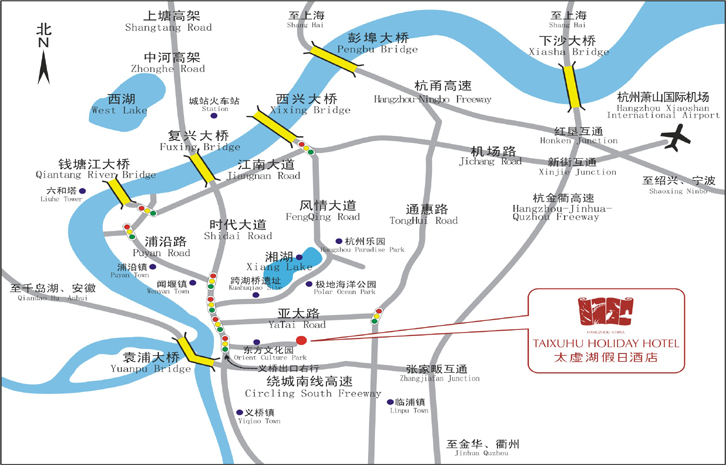 上塘高架
Shangtang Road
至上海
Shang Hai
至上海
Shang Hai
北
N
彭埠大桥
Pengbu Bridge
下沙大桥
Xiasha Bridge
中河高架
Zhonghe Road
杭甬高速
Hangzhou-Ningbo Freeway
西湖
West Lake
城站火车站
Station
西兴大桥
Xixing Bridge
杭州萧山国际机场
Hangzhou Xiaoshan
International Airport
复兴大桥
Fuxing Bridge
红垦互通
Honken Junction
钱塘江大桥
Qiantang River Bridge
江南大道
Jiangnan Road
机场路
Jichang Road
新街互通
Xinjie Junction
六和塔
Liuhe Tower
至绍兴、宁波
Shaoxing Ninbo
风情大道
FengQing Road
通惠路
TongHui Road
杭金衢高速
Hangzhou-Jinhua-
Quzhou Freeway
时代大道
Shidai Road
浦沿路
Puyan Road
杭州乐园
Hangzhou Paradise Park
湘湖
Xiang Lake
浦沿镇
Puyan Town
闻堰镇
Wenyan Town
跨湖桥遗址
Kuahuqiao Site
极地海洋公园
Polar Ocean Park
至千岛湖、安徽
Qiandao Hu Anhui
亚太路
YaTai Road
TAIXUHU HOLIDAY HOTEL
太虚湖假日酒店
袁浦大桥
Yuanpu Bridge
东方文化园
Orient Culture Park
义桥出口右行
张家畈互通
Zhangjiafan Junction
绕城南线高速
Circling South Freeway
义桥镇
Yiqiao Town
临浦镇
Linpu Town
至金华、衢州
Jinhua Quzhou